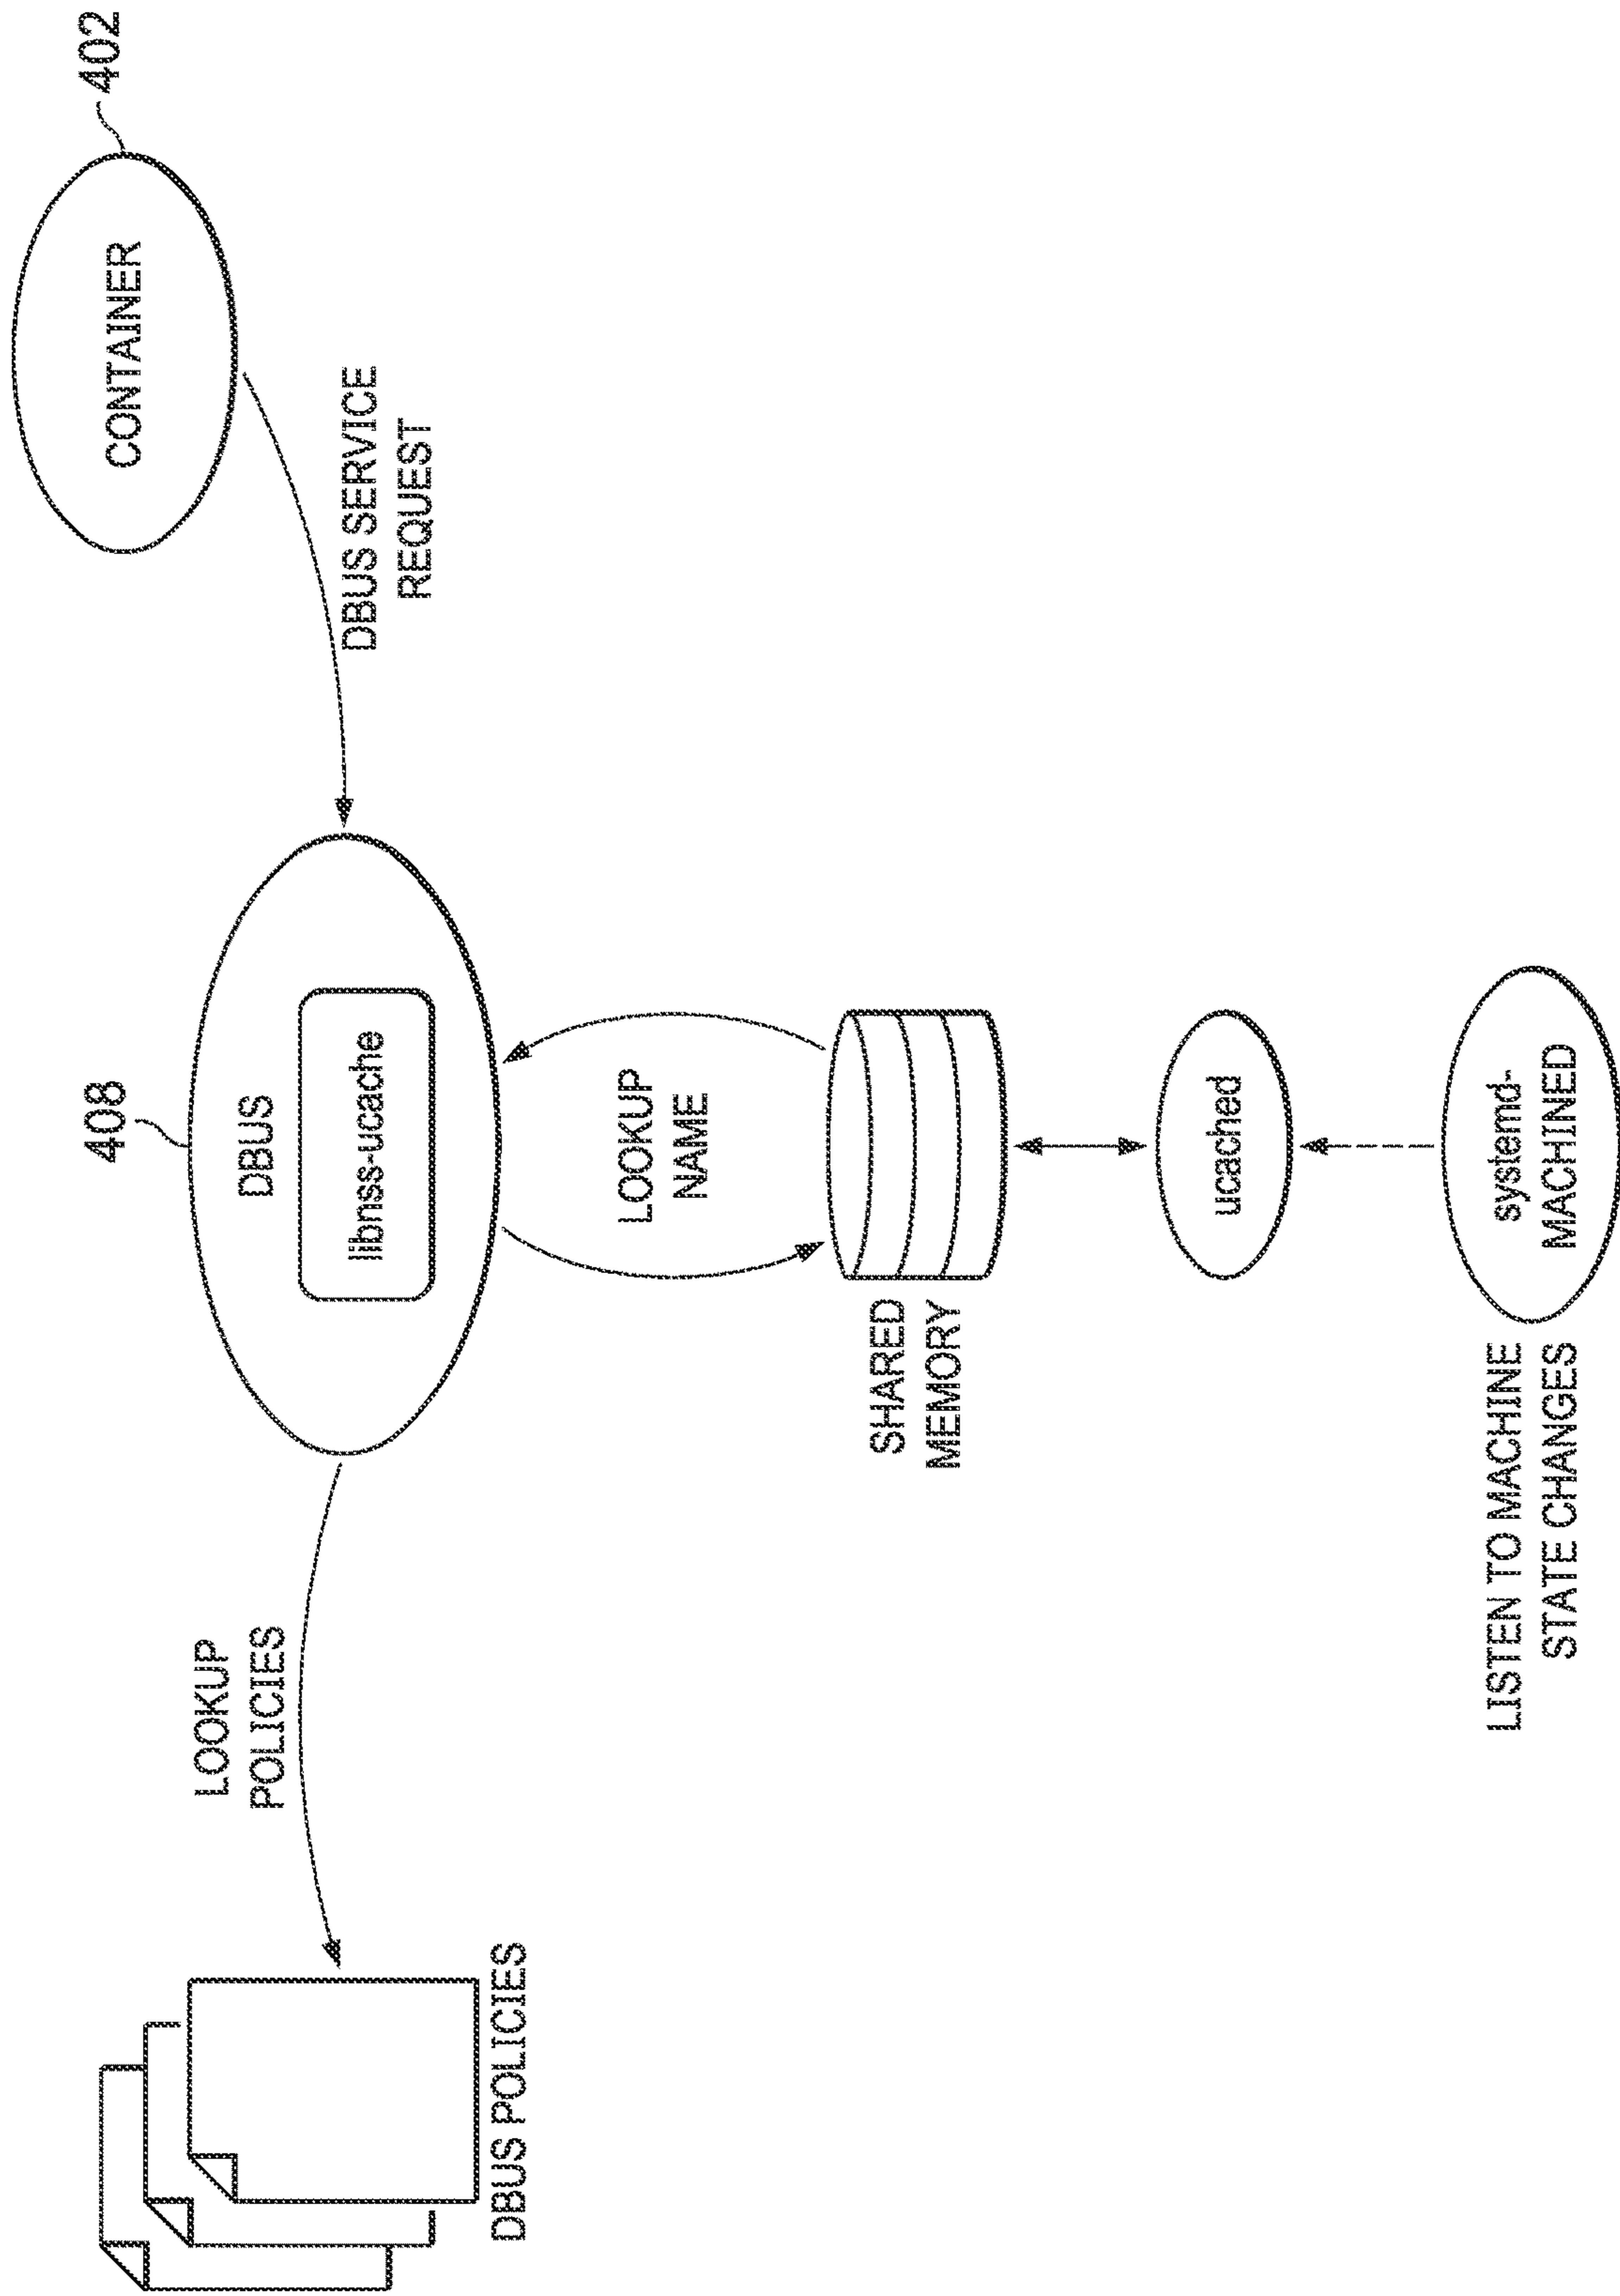 402
CONTAINER
DBUS SERVICE
REQUEST
408
DBUS
libnss-ucache
LOOKUP
NAME
SHARED
MEMORY
ucached
systemd-
MACHINED
LISTEN TO MACHINE
STATE CHANGES
LOOKUP
POLICIES
DBUS POLICIES